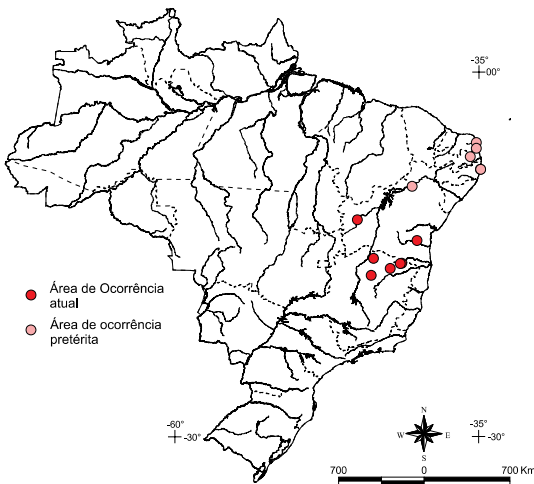 -35°
00°
Área de Ocorrência
atual
Área de ocorrência
pretérita
-60°
-30°
N
W E
S
-35°
-30°
700 0 700 Km